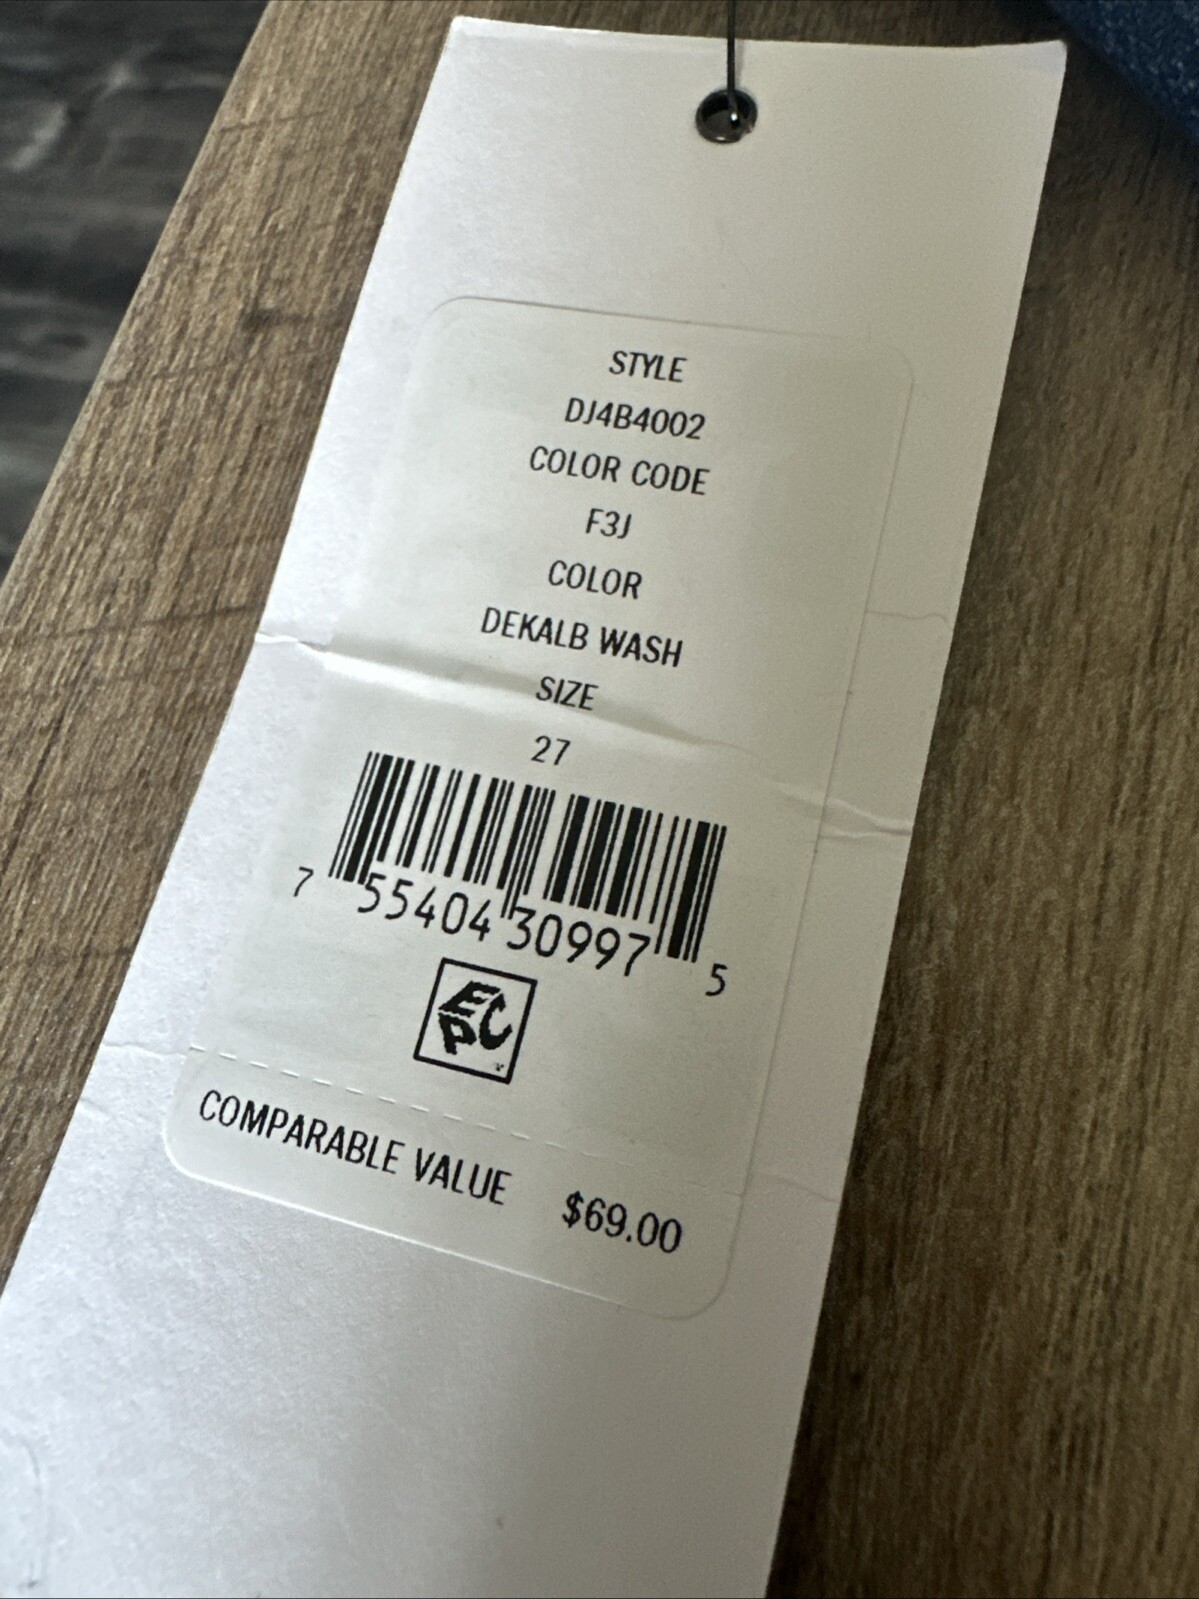 STYLE
DJ4B4002
COLOR CODE
F3J
COLOR
DEKALB WASH
SIZE
27
7 55404 30997 5
EPC
COMPARABLE VALUE $69.00